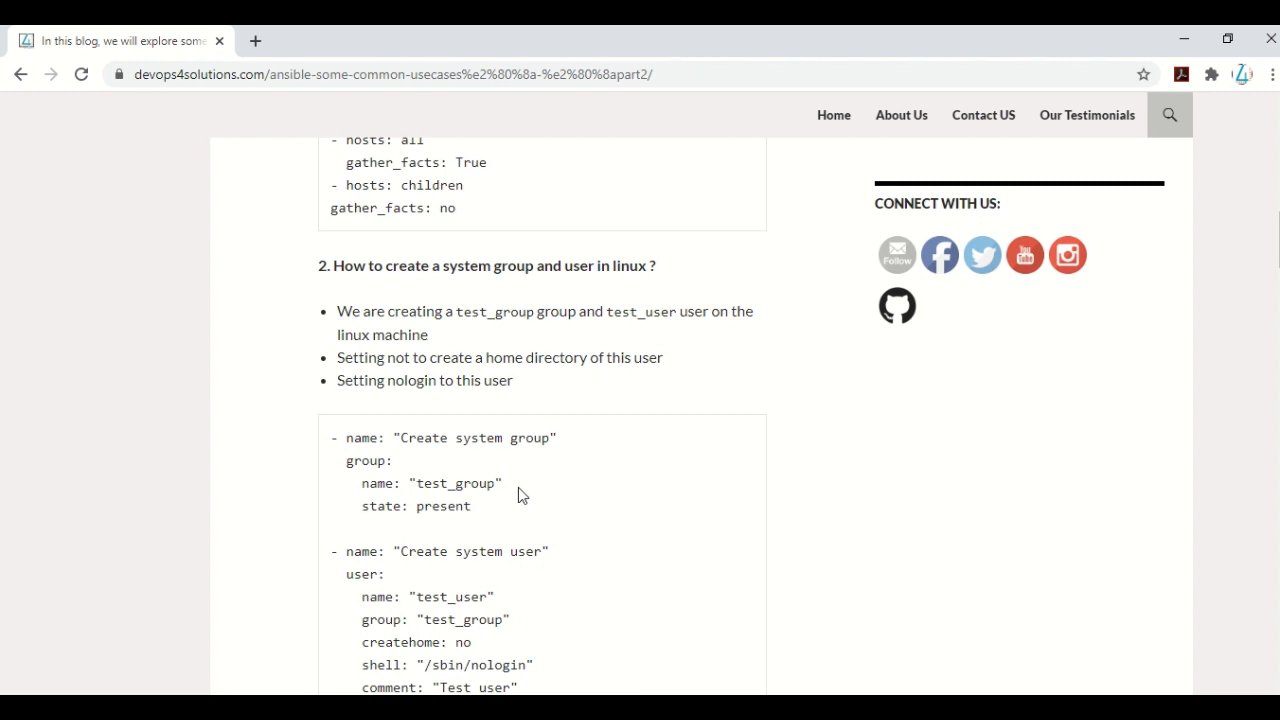 In this blog, we will explore some
devops4solutions.com/ansible-some-common-usecases%e2%80%8a-%e2%80%8apart2/
Home About Us Contact US Our Testimonials
- hosts: all
gather_facts: True
- hosts: children
gather_facts: no
CONNECT WITH US:
Follow
You Tube
2. How to create a system group and user in linux ?
• We are creating a test_group group and test_user user on the
linux machine
• Setting not to create a home directory of this user
• Setting nologin to this user
- name: "Create system group"
group:
name: "test_group"
state: present
- name: "Create system user"
user:
name: "test_user"
group: "test_group"
createhome: no
shell: "/sbin/nologin"
comment: "Test user"